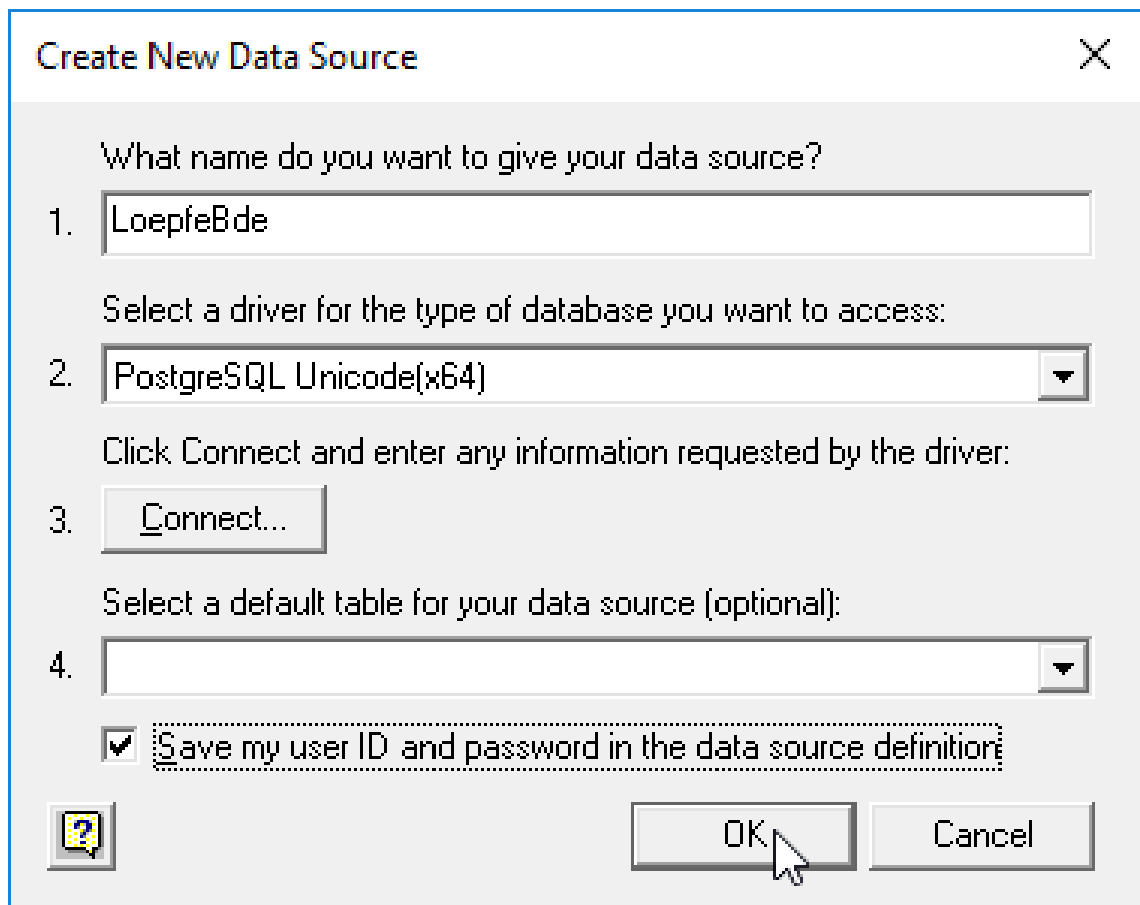 Create New Data Source
What name do you want to give your data source?
1. LoepfeBde
Select a driver for the type of database you want to access:
2. PostgreSQL Unicode(x64)
Click Connect and enter any information requested by the driver:
3. Connect...
Select a default table for your data source (optional):
4.
Save my user ID and password in the data source definition
? OK Cancel